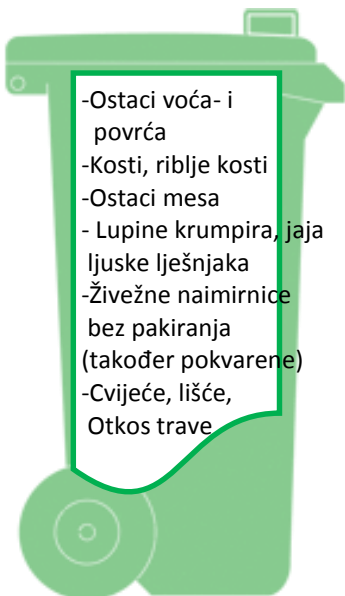 -Ostaci voća- i
povrća
-Kosti, riblje kosti
-Ostaci mesa
- Lupine krumpira, jaja
ljuske lješnjaka
-Živežne naimirnice
bez pakiranja
(također pokvarene)
-Cvijeće, lišće,
Otkos trave